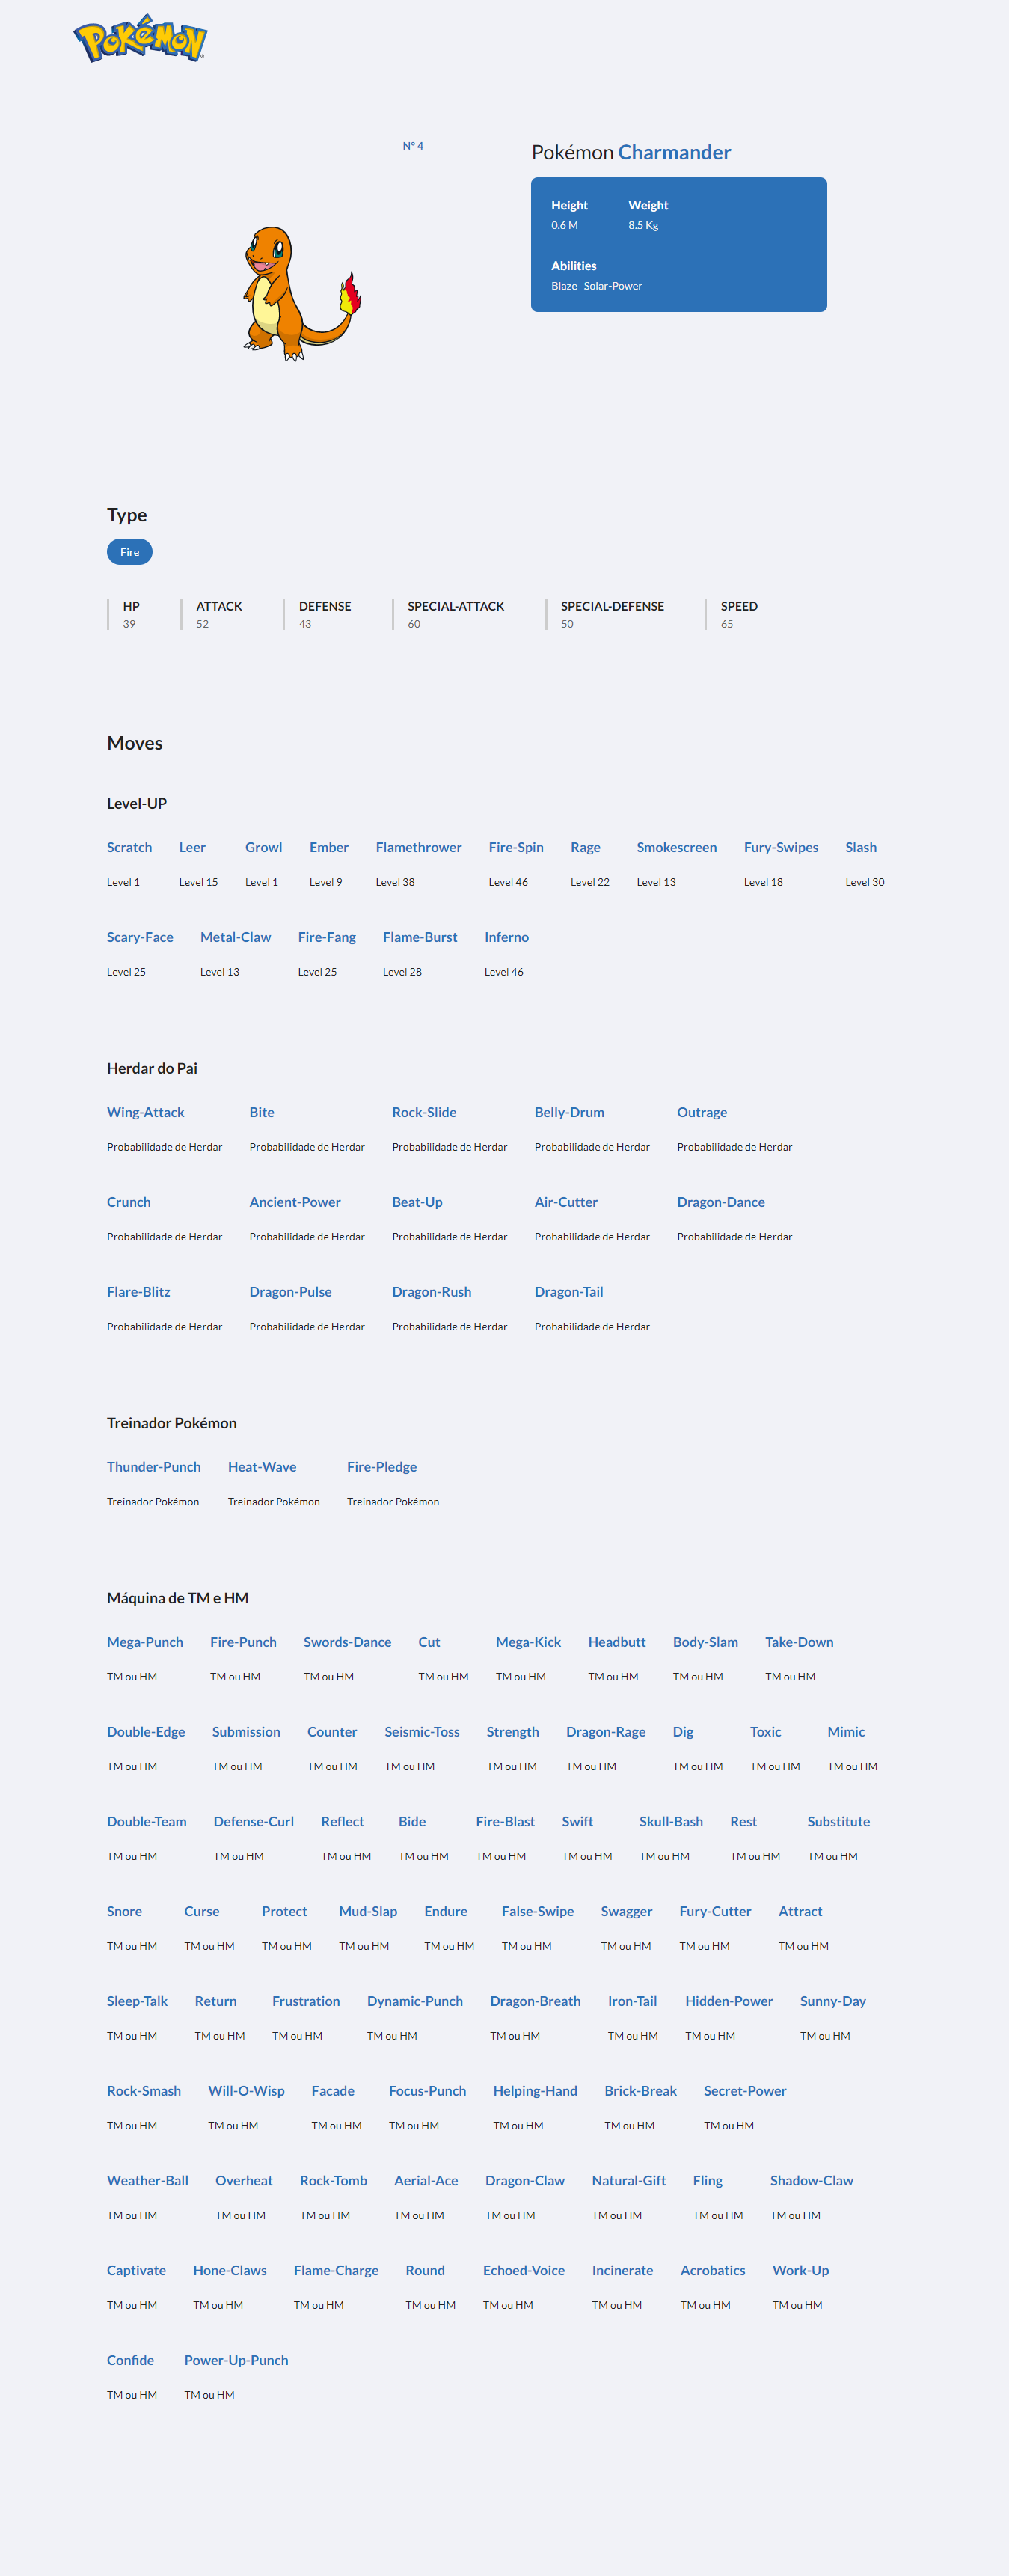 POKÉMON
N° 4
Pokémon Charmander
Height Weight
0.6 M 8.5 Kg
Abilities
Blaze Solar-Power
Type
Fire
HP ATTACK DEFENSE SPECIAL-ATTACK SPECIAL-DEFENSE SPEED
39 52 43 60 50 65
Moves
Level-UP
Scratch Leer Growl Ember Flamethrower Fire-Spin Rage Smokescreen Fury-Swipes Slash
Level 1 Level 15 Level 1 Level 9 Level 38 Level 46 Level 22 Level 13 Level 18 Level 30
Scary-Face Metal-Claw Fire-Fang Flame-Burst Inferno
Level 25 Level 13 Level 25 Level 28 Level 46
Herdar do Pai
Wing-Attack Bite Rock-Slide Belly-Drum Outrage
Probabilidade de Herdar Probabilidade de Herdar Probabilidade de Herdar Probabilidade de Herdar Probabilidade de Herdar
Crunch Ancient-Power Beat-Up Air-Cutter Dragon-Dance
Probabilidade de Herdar Probabilidade de Herdar Probabilidade de Herdar Probabilidade de Herdar Probabilidade de Herdar
Flare-Blitz Dragon-Pulse Dragon-Rush Dragon-Tail
Probabilidade de Herdar Probabilidade de Herdar Probabilidade de Herdar Probabilidade de Herdar
Treinador Pokémon
Thunder-Punch Heat-Wave Fire-Pledge
Treinador Pokémon Treinador Pokémon Treinador Pokémon
Máquina de TM e HM
Mega-Punch Fire-Punch Swords-Dance Cut Mega-Kick Headbutt Body-Slam Take-Down
TM ou HM TM ou HM TM ou HM TM ou HM TM ou HM TM ou HM TM ou HM TM ou HM
Double-Edge Submission Counter Seismic-Toss Strength Dragon-Rage Dig Toxic Mimic
TM ou HM TM ou HM TM ou HM TM ou HM TM ou HM TM ou HM TM ou HM TM ou HM TM ou HM
Double-Team Defense-Curl Reflect Bide Fire-Blast Swift Skull-Bash Rest Substitute
TM ou HM TM ou HM TM ou HM TM ou HM TM ou HM TM ou HM TM ou HM TM ou HM TM ou HM
Snore Curse Protect Mud-Slap Endure False-Swipe Swagger Fury-Cutter Attract
TM ou HM TM ou HM TM ou HM TM ou HM TM ou HM TM ou HM TM ou HM TM ou HM TM ou HM
Sleep-Talk Return Frustration Dynamic-Punch Dragon-Breath Iron-Tail Hidden-Power Sunny-Day
TM ou HM TM ou HM TM ou HM TM ou HM TM ou HM TM ou HM TM ou HM TM ou HM
Rock-Smash Will-O-Wisp Facade Focus-Punch Helping-Hand Brick-Break Secret-Power
TM ou HM TM ou HM TM ou HM TM ou HM TM ou HM TM ou HM TM ou HM
Weather-Ball Overheat Rock-Tomb Aerial-Ace Dragon-Claw Natural-Gift Fling Shadow-Claw
TM ou HM TM ou HM TM ou HM TM ou HM TM ou HM TM ou HM TM ou HM TM ou HM
Captivate Hone-Claws Flame-Charge Round Echoed-Voice Incinerate Acrobatics Work-Up
TM ou HM TM ou HM TM ou HM TM ou HM TM ou HM TM ou HM TM ou HM TM ou HM
Confide Power-Up-Punch
TM ou HM TM ou HM